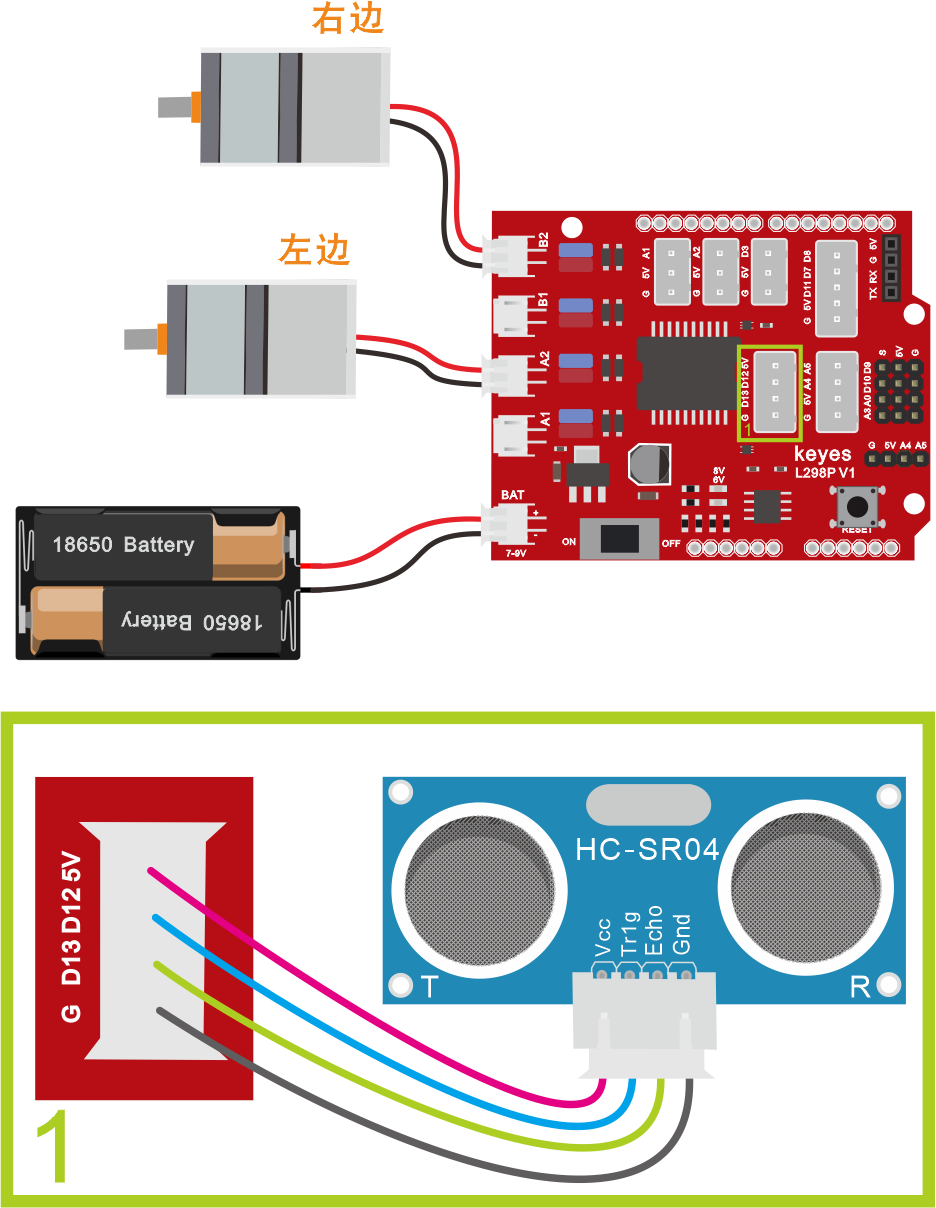 右边
左边
B2
B1
A2
A1
BAT
+
-
7-9V
ON
OFF
A1
5V
G
A2
5V
G
D3
5V
G
D8
D7
D11
5V
G
5V
G
RX
TX
5V
D12
D13
G
1
A5
A4
5V
G
S
5V
G
D9
D10
A0
A3
G 5V A4 A5
keyes
L298P V1
8V
6V
RESET
18650 Battery
18650 Battery
5V
D12
D13
G
1
HC-SR04
Vcc
Tr1g
Echo
Gnd
T
R